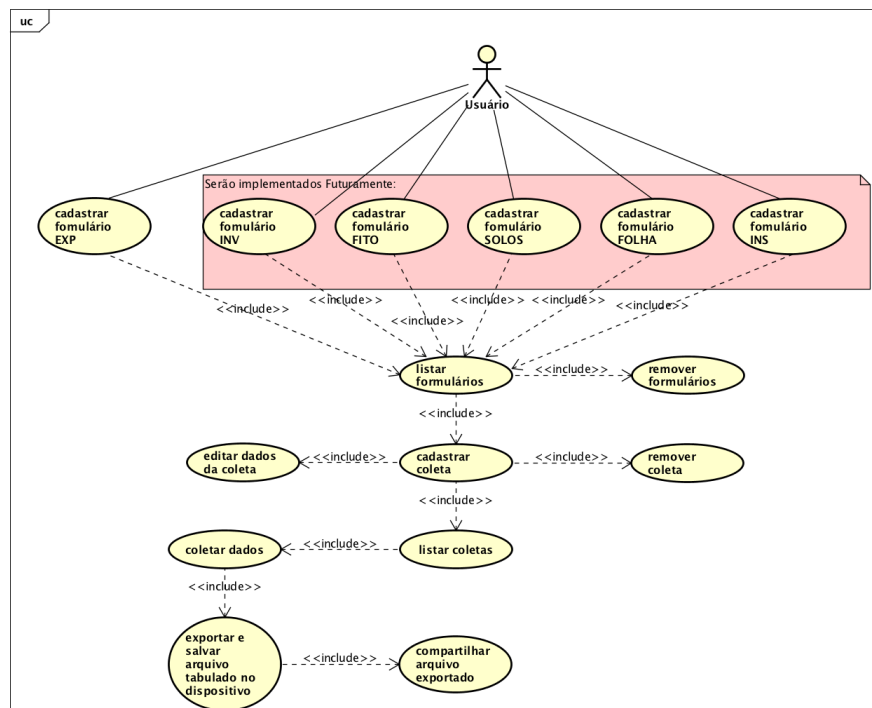 uc
Usuário
Serão implementados Futuramente:
cadastrar
fomulário
EXP
cadastrar
fomulário
INV
cadastrar
fomulário
FITO
cadastrar
fomulário
SOLOS
cadastrar
fomulário
FOLHA
cadastrar
fomulário
INS
<<include>>
<<include>>
<<include>>
<<include>>
<<include>>
<<include>>
listar
formulários
<<include>>
remover
formulários
<<include>>
editar dados
da coleta
<<include>>
cadastrar
coleta
<<include>>
remover
coleta
<<include>>
coletar dados
<<include>>
listar coletas
<<include>>
exportar e
salvar
arquivo
tabulado no
dispositivo
<<include>>
compartilhar
arquivo
exportado